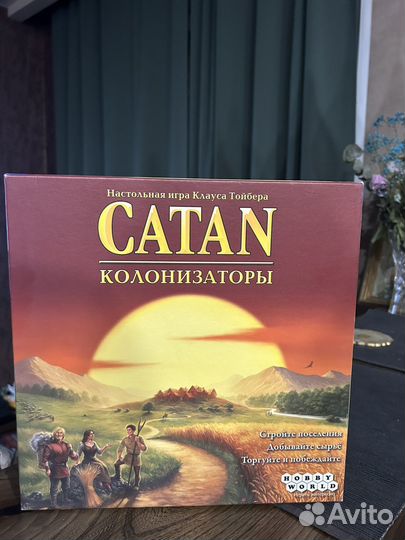 Настольная игра Клауса Тойбера
CATAN
КОЛОНИЗАТОРЫ
Стройте поселения
Добывайте сырьё
Торгуйте и побеждайте
HOBBY
WORLD
Avito